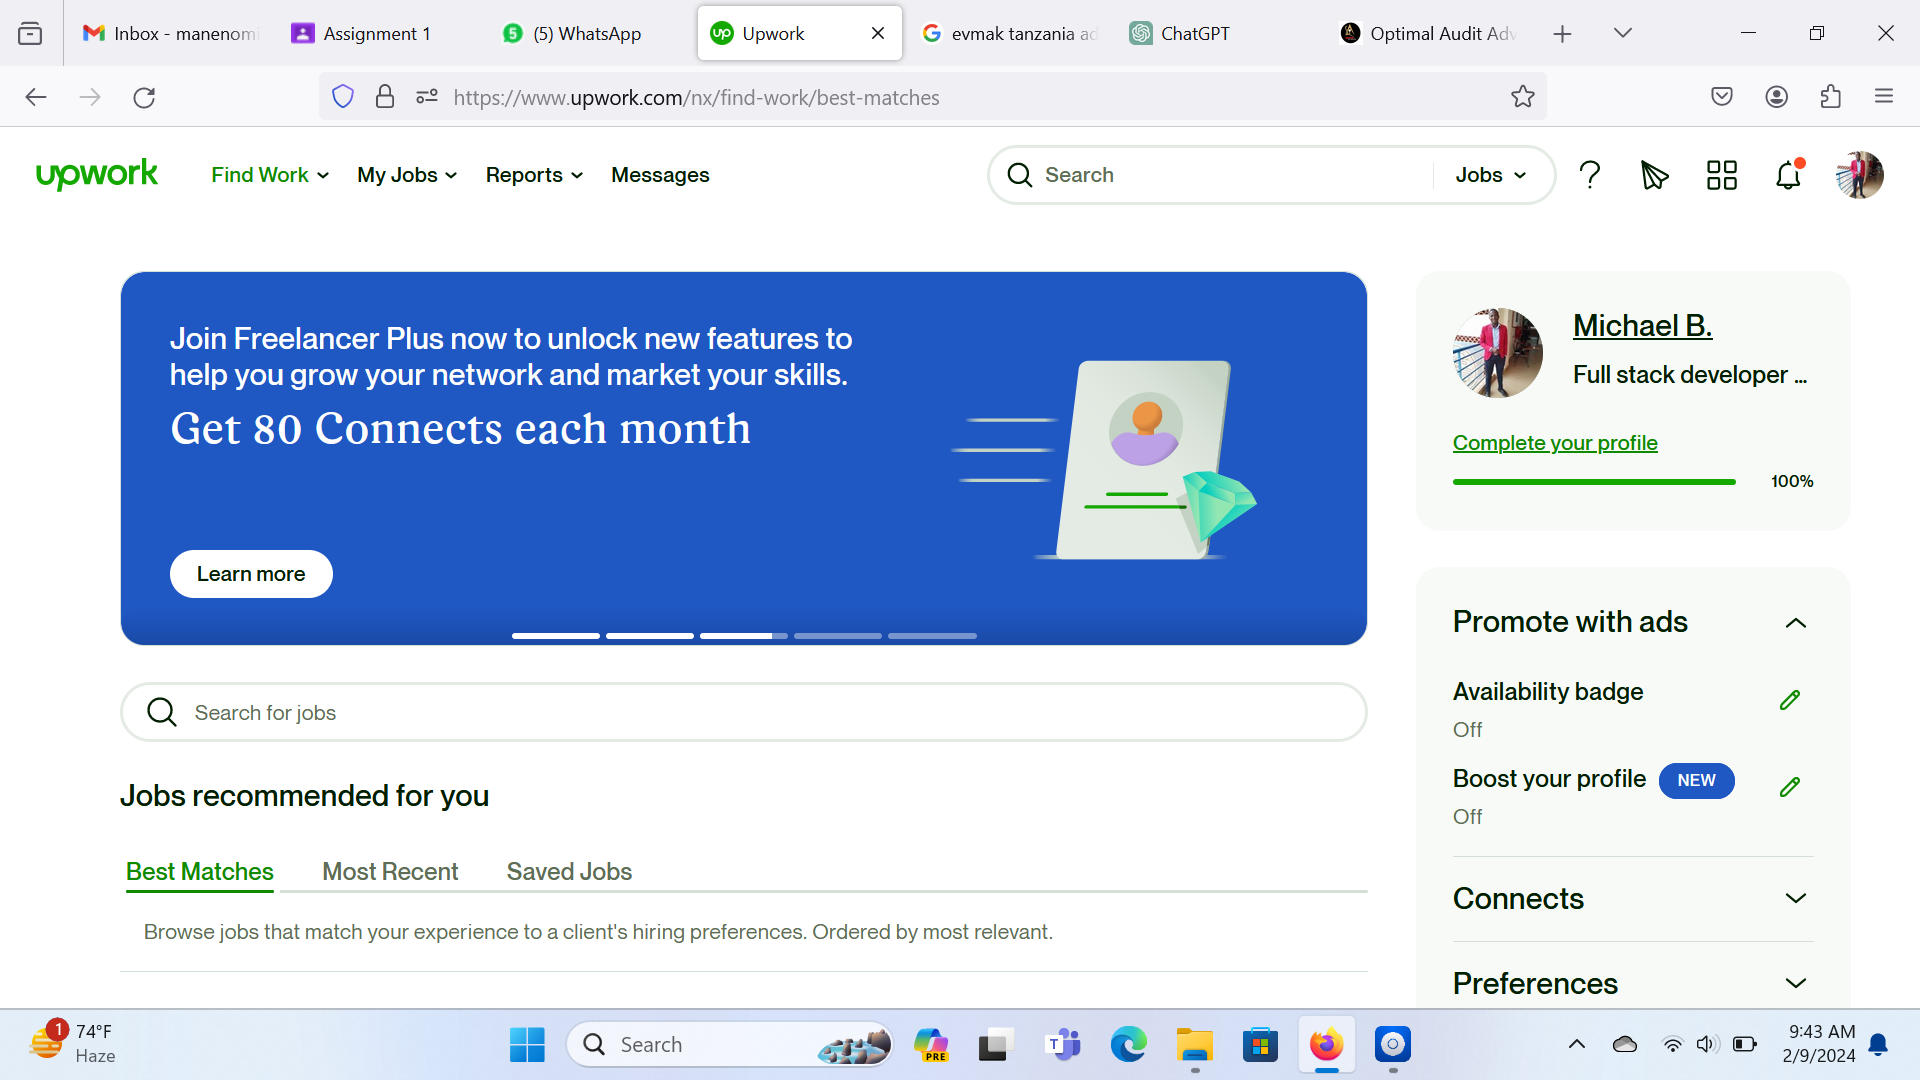 Inbox - manenomi
Assignment 1
5
(5) WhatsApp
up
Upwork
evmak tanzania ad
ChatGPT
Optimal Audit Adv
https://www.upwork.com/nx/find-work/best-matches
upwork
Find Work
My Jobs
Reports
Messages
Search
Jobs
Join Freelancer Plus now to unlock new features to
help you grow your network and market your skills.
Get 80 Connects each month
Learn more
Michael B.
Full stack developer ...
Complete your profile
100%
Promote with ads
Availability badge
Off
Boost your profile
NEW
Off
Connects
Preferences
Search for jobs
Jobs recommended for you
Best Matches
Most Recent
Saved Jobs
Browse jobs that match your experience to a client's hiring preferences. Ordered by most relevant.
1
74°F
Haze
Search
PRE
T
9:43 AM
2/9/2024